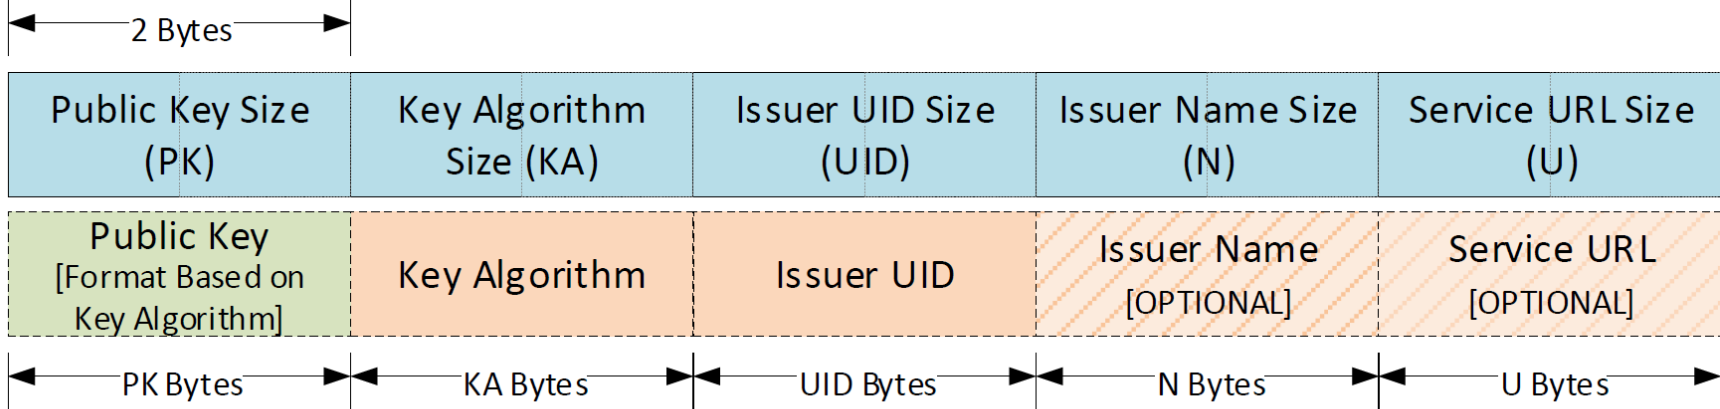 2 Bytes
Public Key Size
(PK)
Key Algorithm
Size (KA)
Issuer UID Size
(UID)
Issuer Name Size
(N)
Service URL Size
(U)
Public Key
[Format Based on
Key Algorithm]
Key Algorithm
Issuer UID
Issuer Name
[OPTIONAL]
Service URL
[OPTIONAL]
PK Bytes
KA Bytes
UID Bytes
N Bytes
U Bytes